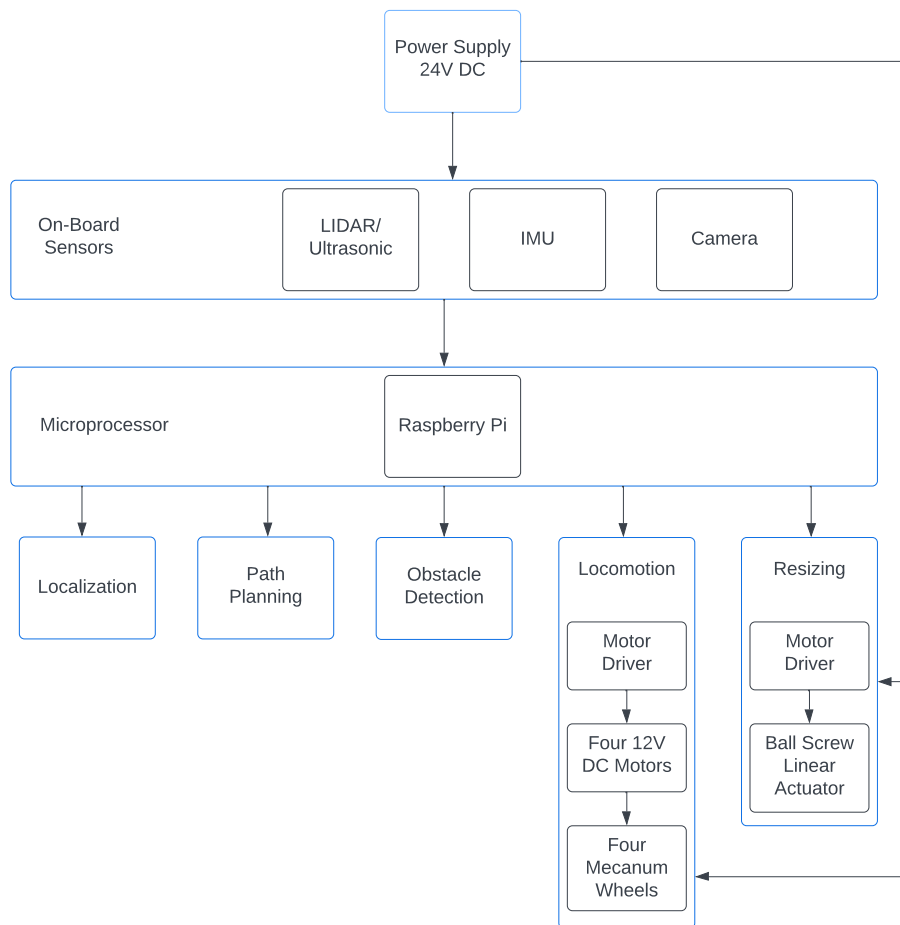 Power Supply
24V DC
On-Board
Sensors
LIDAR/
Ultrasonic
IMU
Camera
Microprocessor
Raspberry Pi
Localization
Path
Planning
Obstacle
Detection
Locomotion
Motor
Driver
Four 12V
DC Motors
Four
Mecanum
Wheels
Resizing
Motor
Driver
Ball Screw
Linear
Actuator